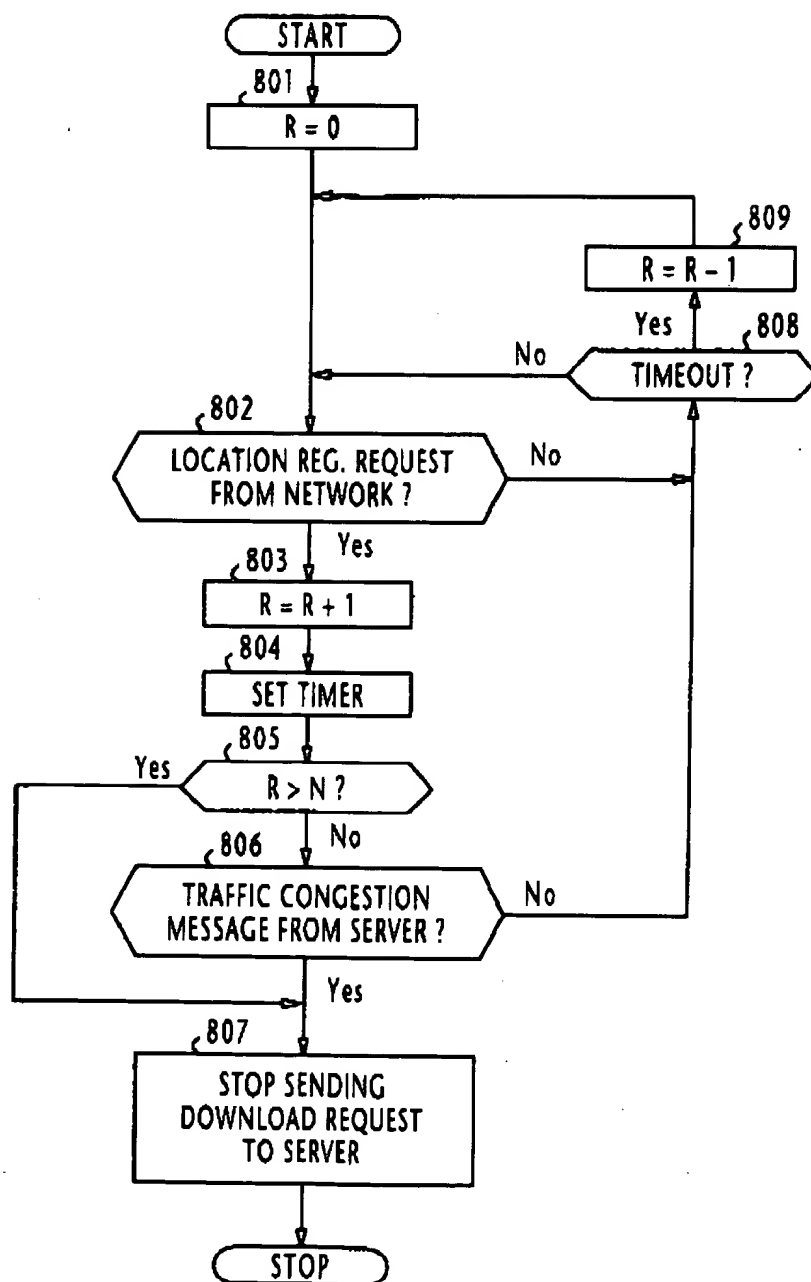 START
801
R = 0
809
R = R – 1
Yes
808
No
TIMEOUT ?
802
LOCATION REG. REQUEST
FROM NETWORK ?
No
Yes
803
R = R + 1
804
SET TIMER
805
Yes
R > N ?
No
806
TRAFFIC CONGESTION
MESSAGE FROM SERVER ?
No
Yes
807
STOP SENDING
DOWNLOAD REQUEST
TO SERVER
STOP